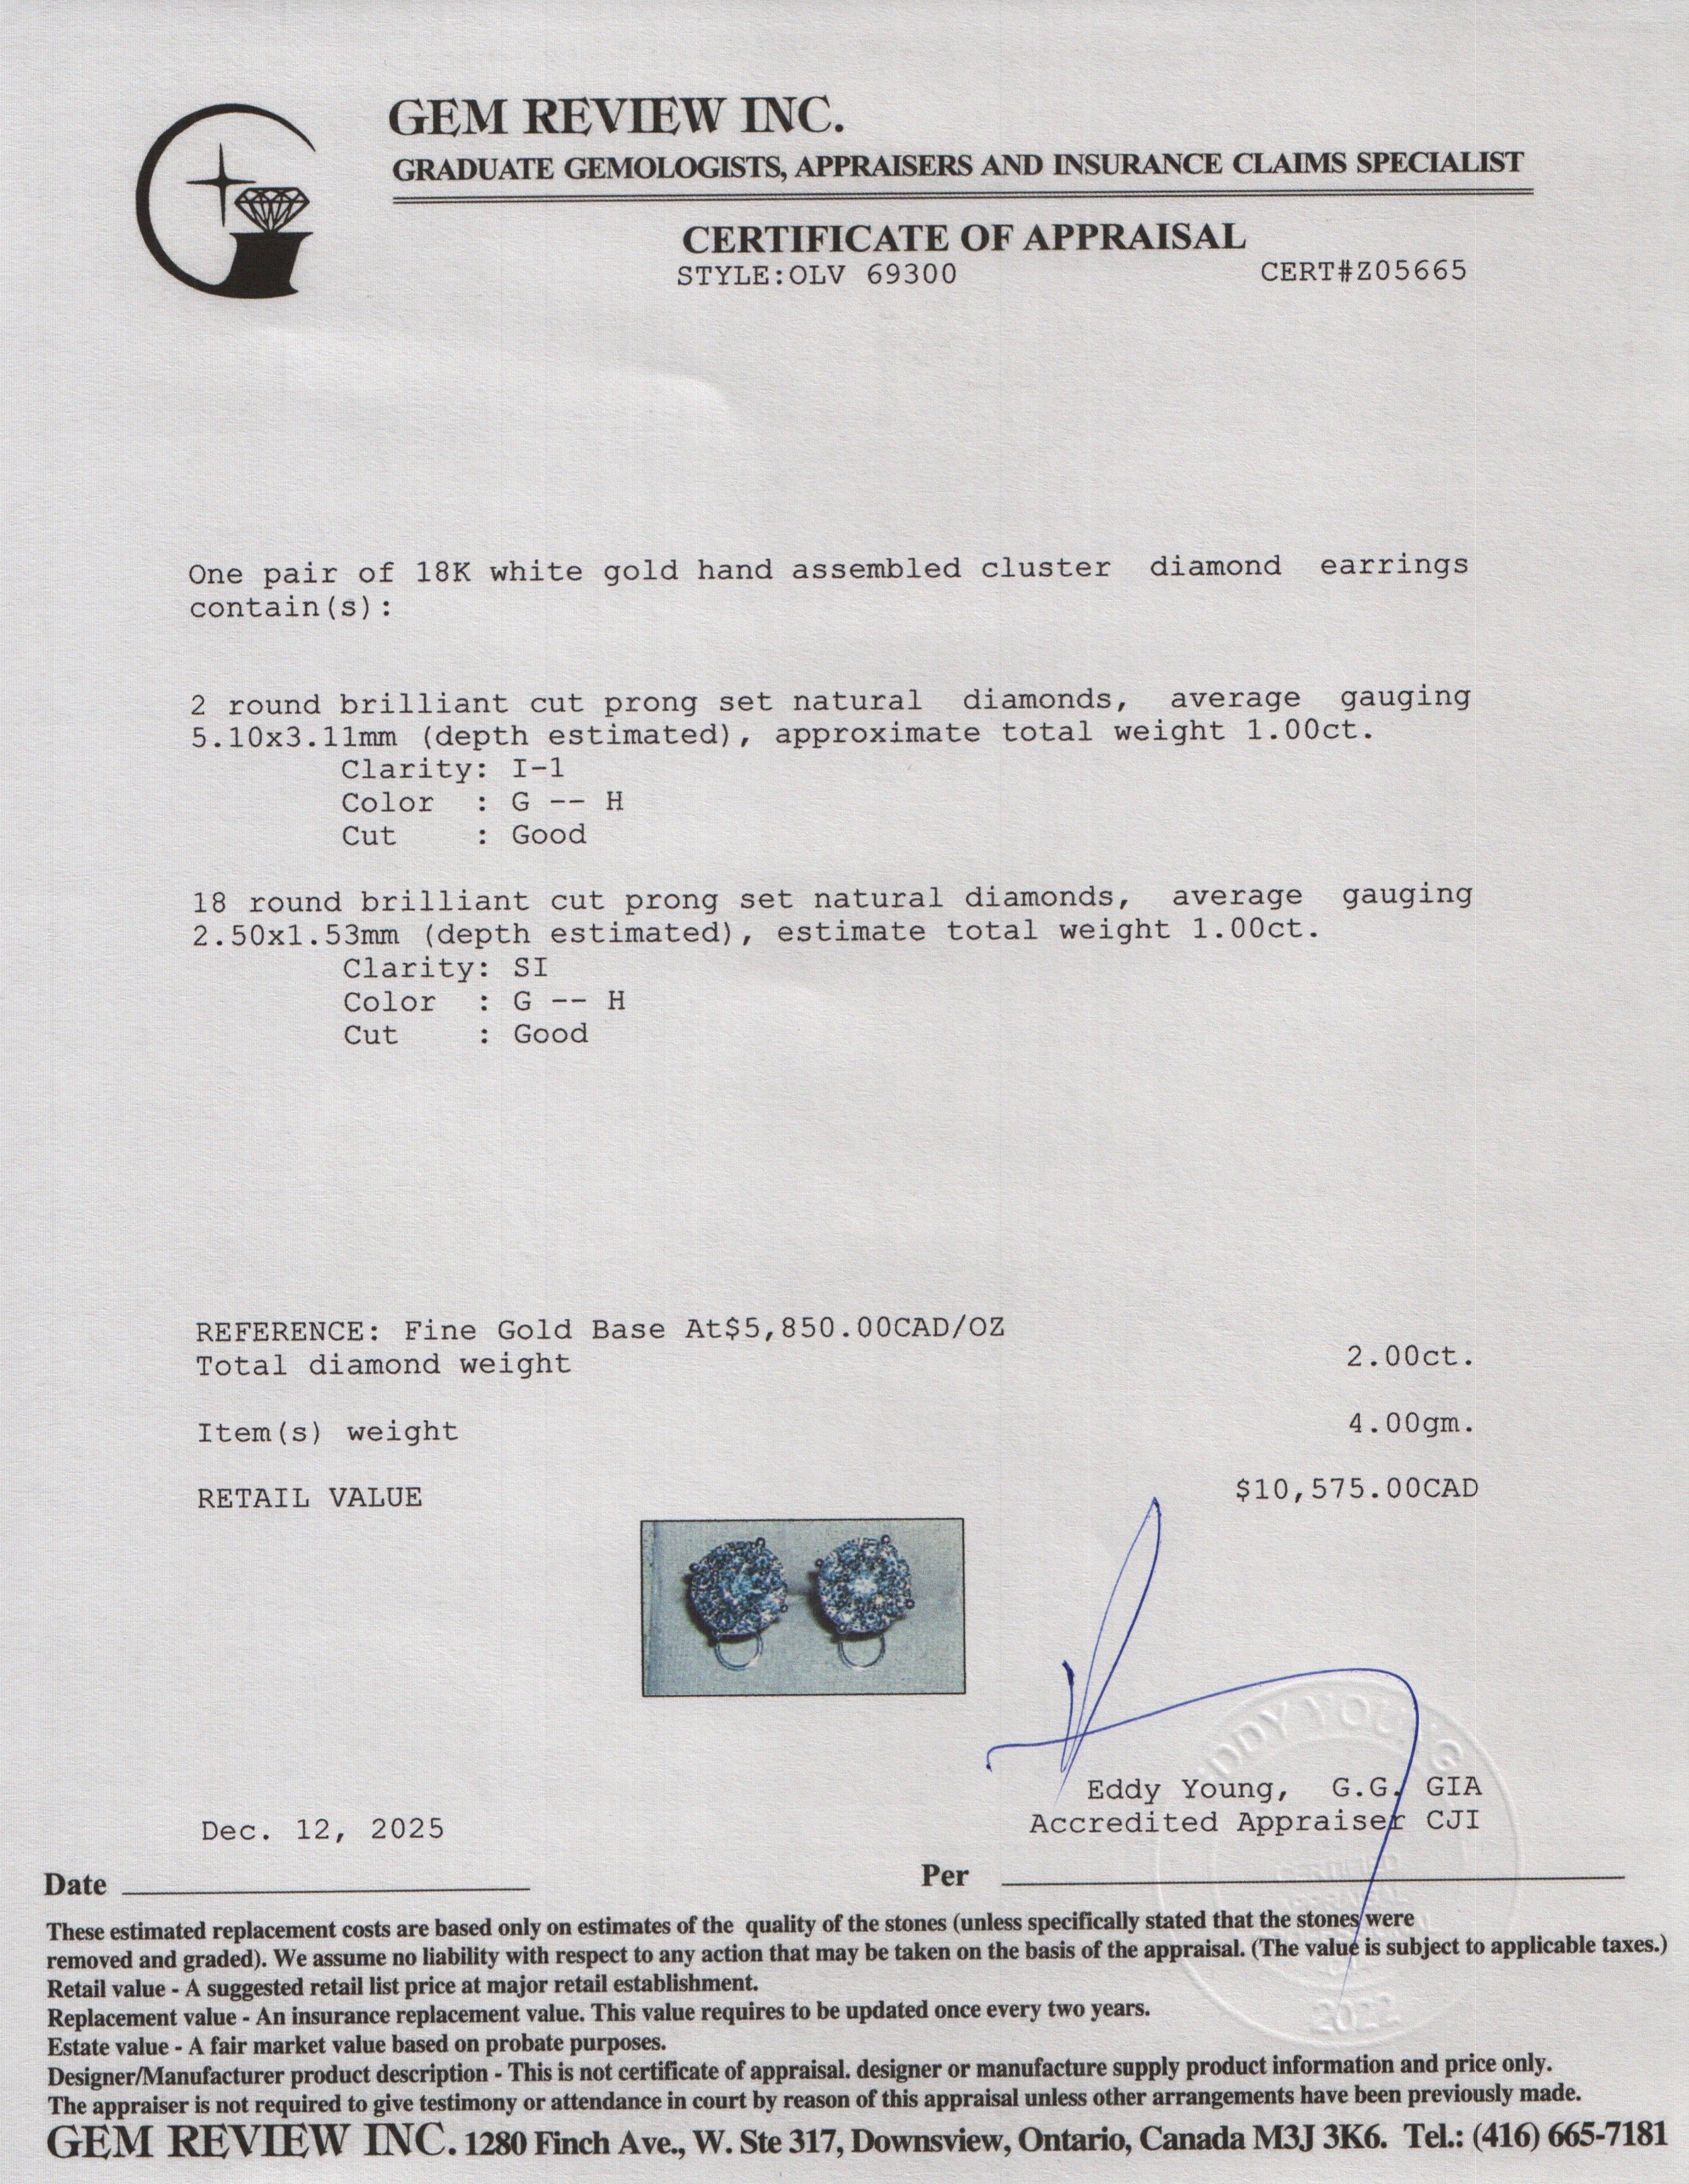 GEM REVIEW INC.
GRADUATE GEMOLOGISTS, APPRAISERS AND INSURANCE CLAIMS SPECIALIST
CERTIFICATE OF APPRAISAL
STYLE:OLV 69300 CERT#Z05665
One pair of 18K white gold hand assembled cluster diamond earrings
contain(s):
2 round brilliant cut prong set natural diamonds, average gauging
5.10x3.11mm (depth estimated), approximate total weight 1.00ct.
Clarity: I-1
Color : G -- H
Cut : Good
18 round brilliant cut prong set natural diamonds, average gauging
2.50x1.53mm (depth estimated), estimate total weight 1.00ct.
Clarity: SI
Color : G -- H
Cut : Good
REFERENCE: Fine Gold Base At$5,850.00CAD/OZ
Total diamond weight 2.00ct.
Item(s) weight 4.00gm.
RETAIL VALUE $10,575.00CAD
EDDY YOUNG
Eddy Young, G.G. GIA
Accredited Appraiser CJI
Dec. 12, 2025
Date
Per
These estimated replacement costs are based only on estimates of the quality of the stones (unless specifically stated that the stones were
removed and graded). We assume no liability with respect to any action that may be taken on the basis of the appraisal. (The value is subject to applicable taxes.)
Retail value - A suggested retail list price at major retail establishment.
2022
Replacement value - An insurance replacement value. This value requires to be updated once every two years.
Estate value - A fair market value based on probate purposes.
Designer/Manufacturer product description - This is not certificate of appraisal. designer or manufacture supply product information and price only.
The appraiser is not required to give testimony or attendance in court by reason of this appraisal unless other arrangements have been previously made.
GEM REVIEW INC. 1280 Finch Ave., W. Ste 317, Downsview, Ontario, Canada M3J 3K6. Tel.: (416) 665-7181